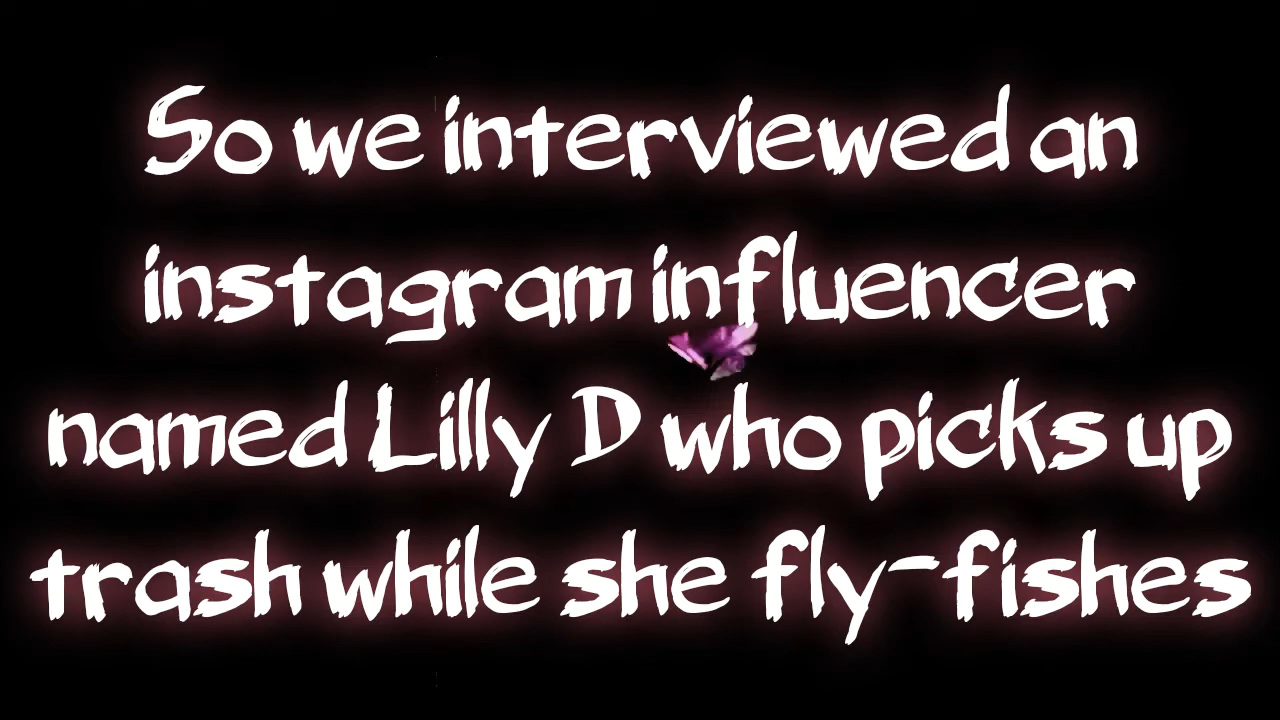 So we interviewed an
instagram influencer
named Lilly D who picks up
trash while she fly-fishes